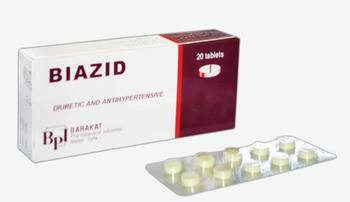 BIAZID
20 tablets
DIURETIC AND ANTIHYPERTENSIVE
Bpi
BARAKAT
Pharmaceutical Industries
Aleppo - Syria